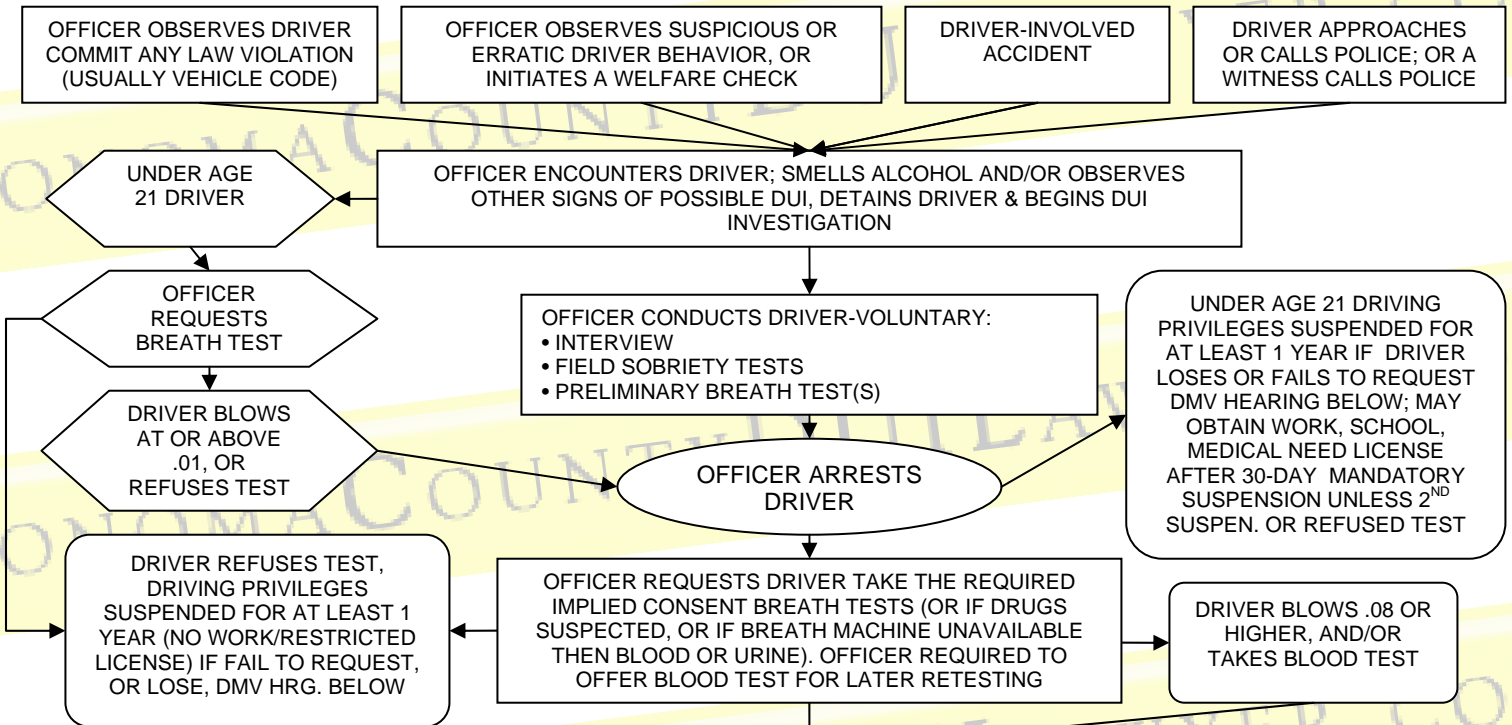 OFFICER OBSERVES DRIVER
COMMIT ANY LAW VIOLATION
(USUALLY VEHICLE CODE)
OFFICER OBSERVES SUSPICIOUS OR
ERRATIC DRIVER BEHAVIOR, OR
INITIATES A WELFARE CHECK
DRIVER-INVOLVED
ACCIDENT
DRIVER APPROACHES
OR CALLS POLICE; OR A
WITNESS CALLS POLICE
UNDER AGE
21 DRIVER
OFFICER ENCOUNTERS DRIVER; SMELLS ALCOHOL AND/OR OBSERVES
OTHER SIGNS OF POSSIBLE DUI, DETAINS DRIVER & BEGINS DUI
INVESTIGATION
OFFICER
REQUESTS
BREATH TEST
OFFICER CONDUCTS DRIVER-VOLUNTARY:
• INTERVIEW
• FIELD SOBRIETY TESTS
• PRELIMINARY BREATH TEST(S)
UNDER AGE 21 DRIVING
PRIVILEGES SUSPENDED FOR
AT LEAST 1 YEAR IF DRIVER
LOSES OR FAILS TO REQUEST
DMV HEARING BELOW; MAY
OBTAIN WORK, SCHOOL,
MEDICAL NEED LICENSE
AFTER 30-DAY MANDATORY
SUSPENSION UNLESS 2ND
SUSPEN. OR REFUSED TEST
DRIVER BLOWS
AT OR ABOVE
.01, OR
REFUSES TEST
OFFICER ARRESTS
DRIVER
DRIVER REFUSES TEST,
DRIVING PRIVILEGES
SUSPENDED FOR AT LEAST 1
YEAR (NO WORK/RESTRICTED
LICENSE) IF FAIL TO REQUEST,
OR LOSE, DMV HRG. BELOW
OFFICER REQUESTS DRIVER TAKE THE REQUIRED
IMPLIED CONSENT BREATH TESTS (OR IF DRUGS
SUSPECTED, OR IF BREATH MACHINE UNAVAILABLE
THEN BLOOD OR URINE). OFFICER REQUIRED TO
OFFER BLOOD TEST FOR LATER RETESTING
DRIVER BLOWS .08 OR
HIGHER, AND/OR
TAKES BLOOD TEST